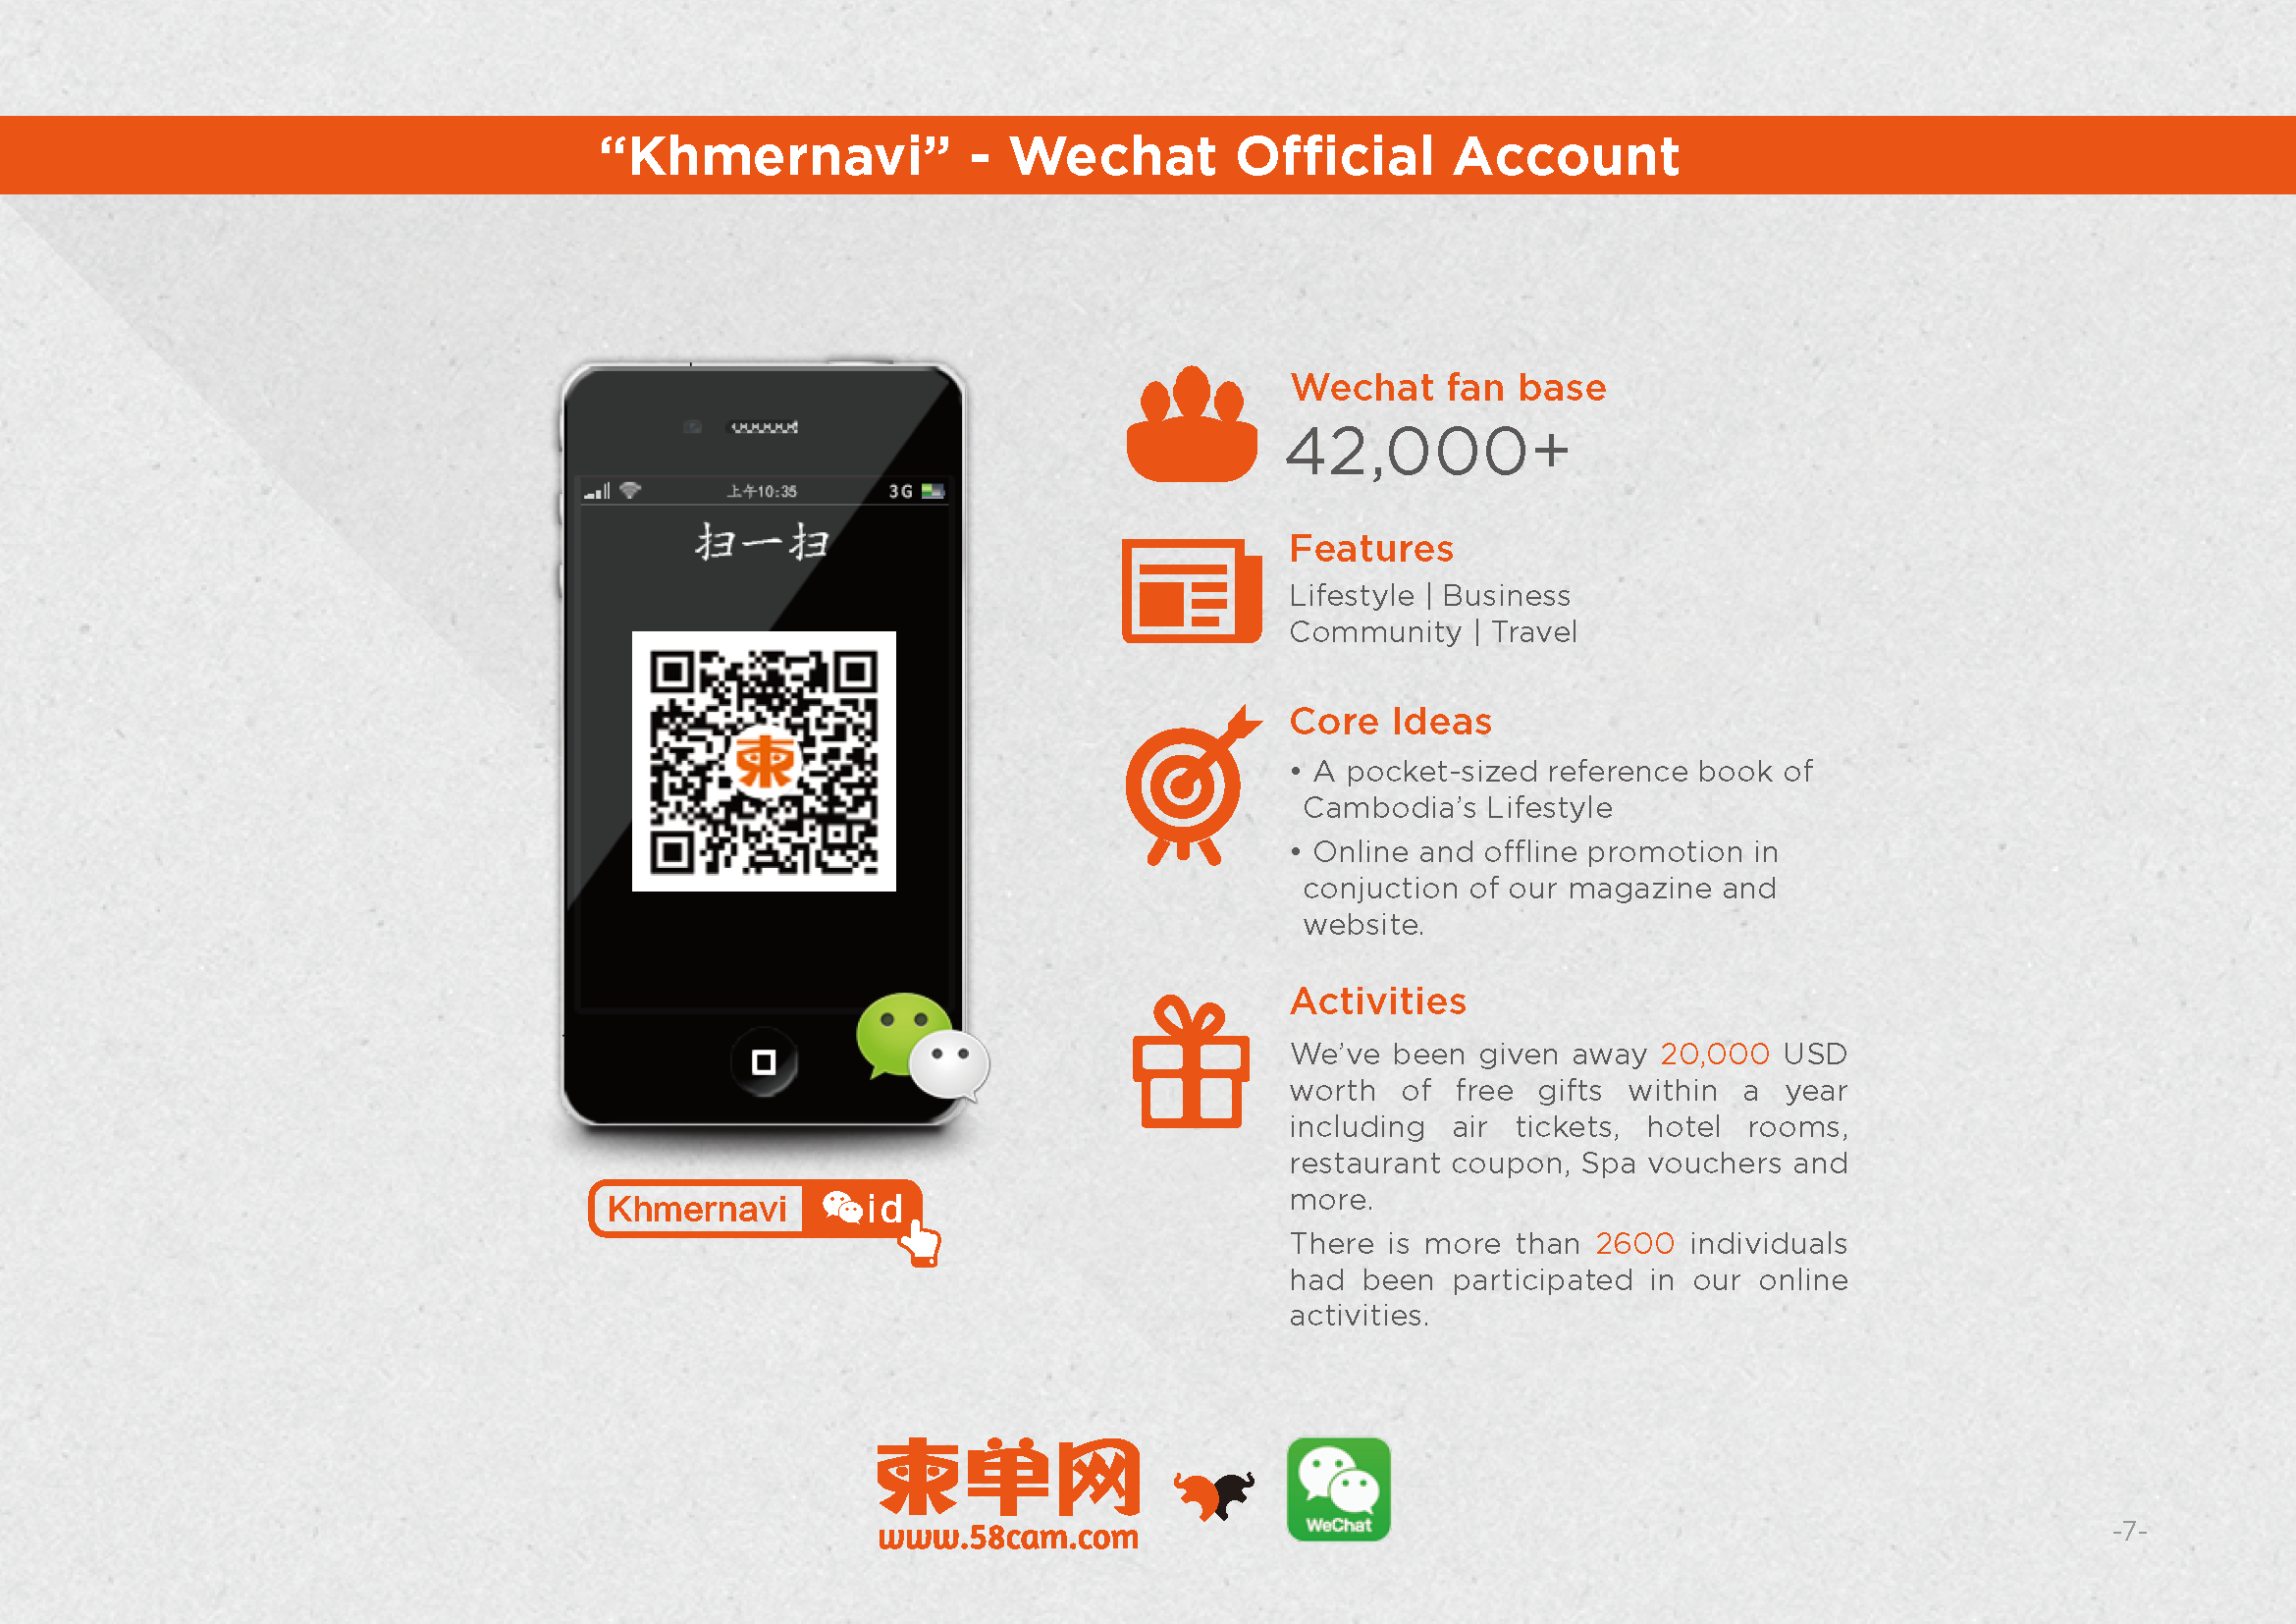 “Khmernavi” - Wechat Official Account
上午10:35
3G
扫一扫
柬
Khmernavi
id
Wechat fan base
42,000+
Features
Lifestyle | Business
Community | Travel
Core Ideas
• A pocket-sized reference book of
Cambodia’s Lifestyle
• Online and offline promotion in
conjuction of our magazine and
website.
Activities
We’ve been given away 20,000 USD
worth of free gifts within a year
including air tickets, hotel rooms,
restaurant coupon, Spa vouchers and
more.
There is more than 2600 individuals
had been participated in our online
activities.
柬单网
www.58cam.com
WeChat
-7-